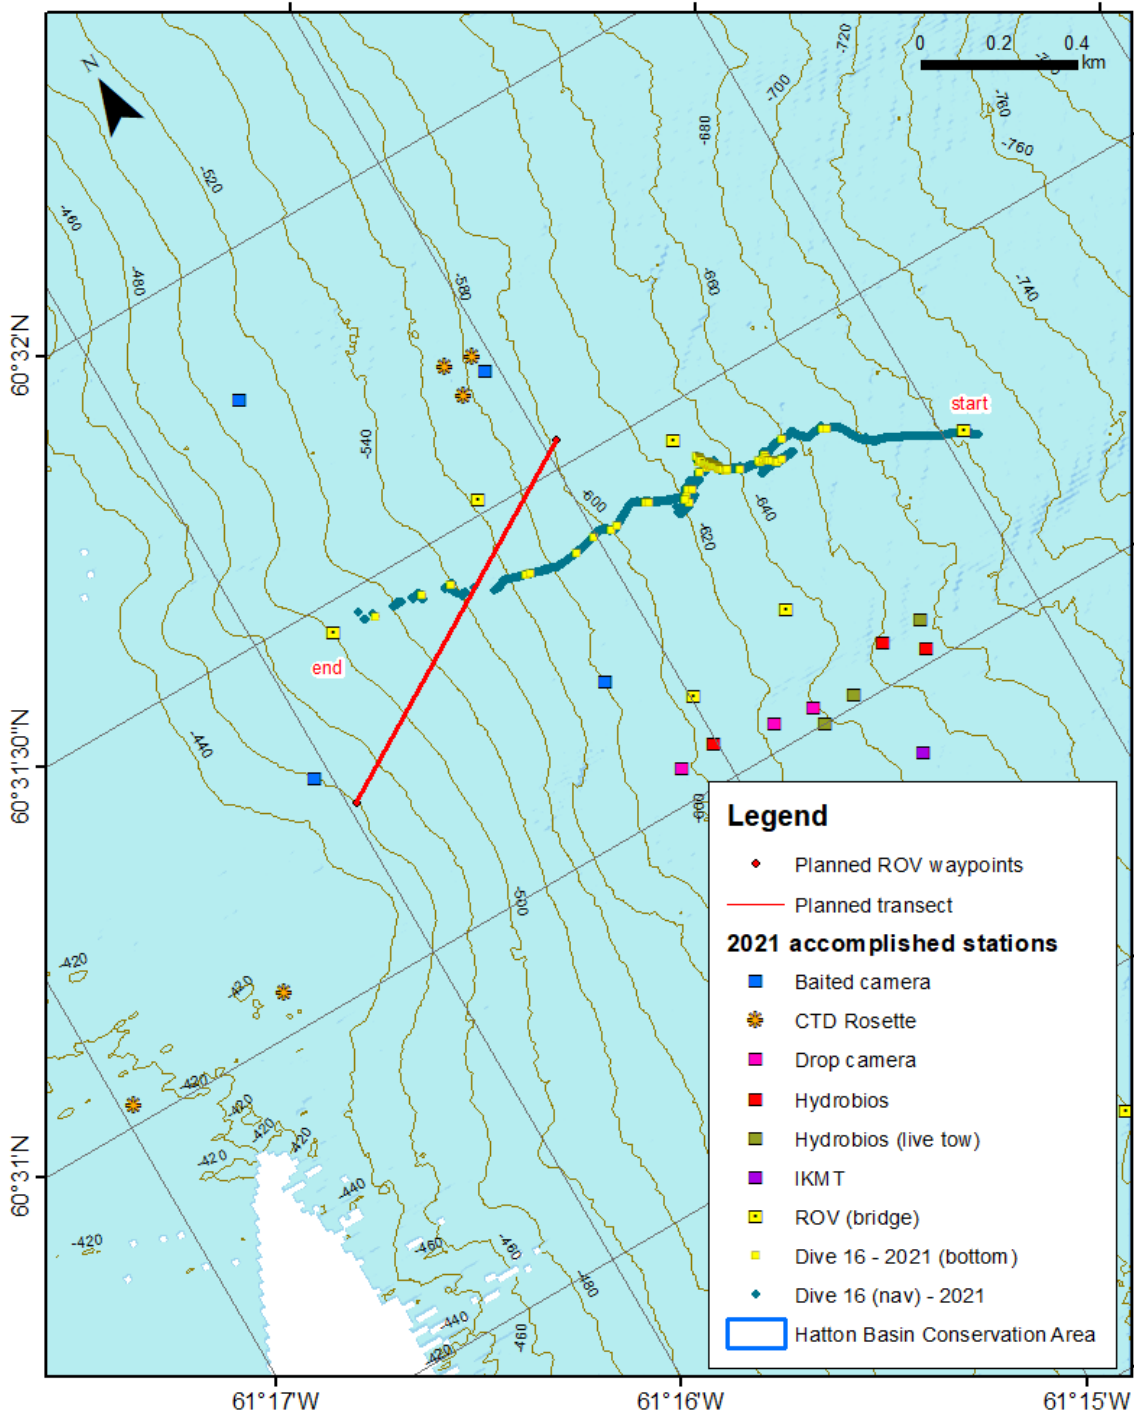 -720
0 0.2 0.4
km
N
-700
-760
-680
-760
-520
-460
-480
-580
-660
-740
60°32'N
start
-540
-600
-640
-620
end
-440
60°31'30"N
-600
-500
-420
-420
-420
-420
-420
-420
-420
-440
-420
-460
-460
-480
-440
-460
-420
60°31'N
61°17'W
61°16'W
61°15'W
Legend
Planned ROV waypoints
Planned transect
2021 accomplished stations
Baited camera
CTD Rosette
Drop camera
Hydrobios
Hydrobios (live tow)
IKMT
ROV (bridge)
Dive 16 - 2021 (bottom)
Dive 16 (nav) - 2021
Hatton Basin Conservation Area